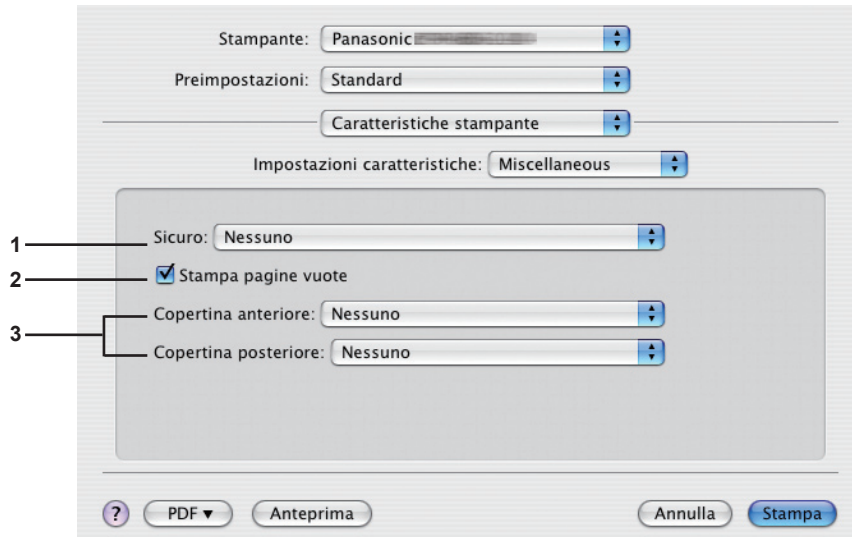 Stampante: Panasonic
Preimpostazioni: Standard
Caratteristiche stampante
Impostazioni caratteristiche: Miscellaneous
1 Sicuro: Nessuno
2 Stampa pagine vuote
3 Copertina anteriore: Nessuno
Copertina posteriore: Nessuno
? PDF ▼ Anteprima Annulla Stampa